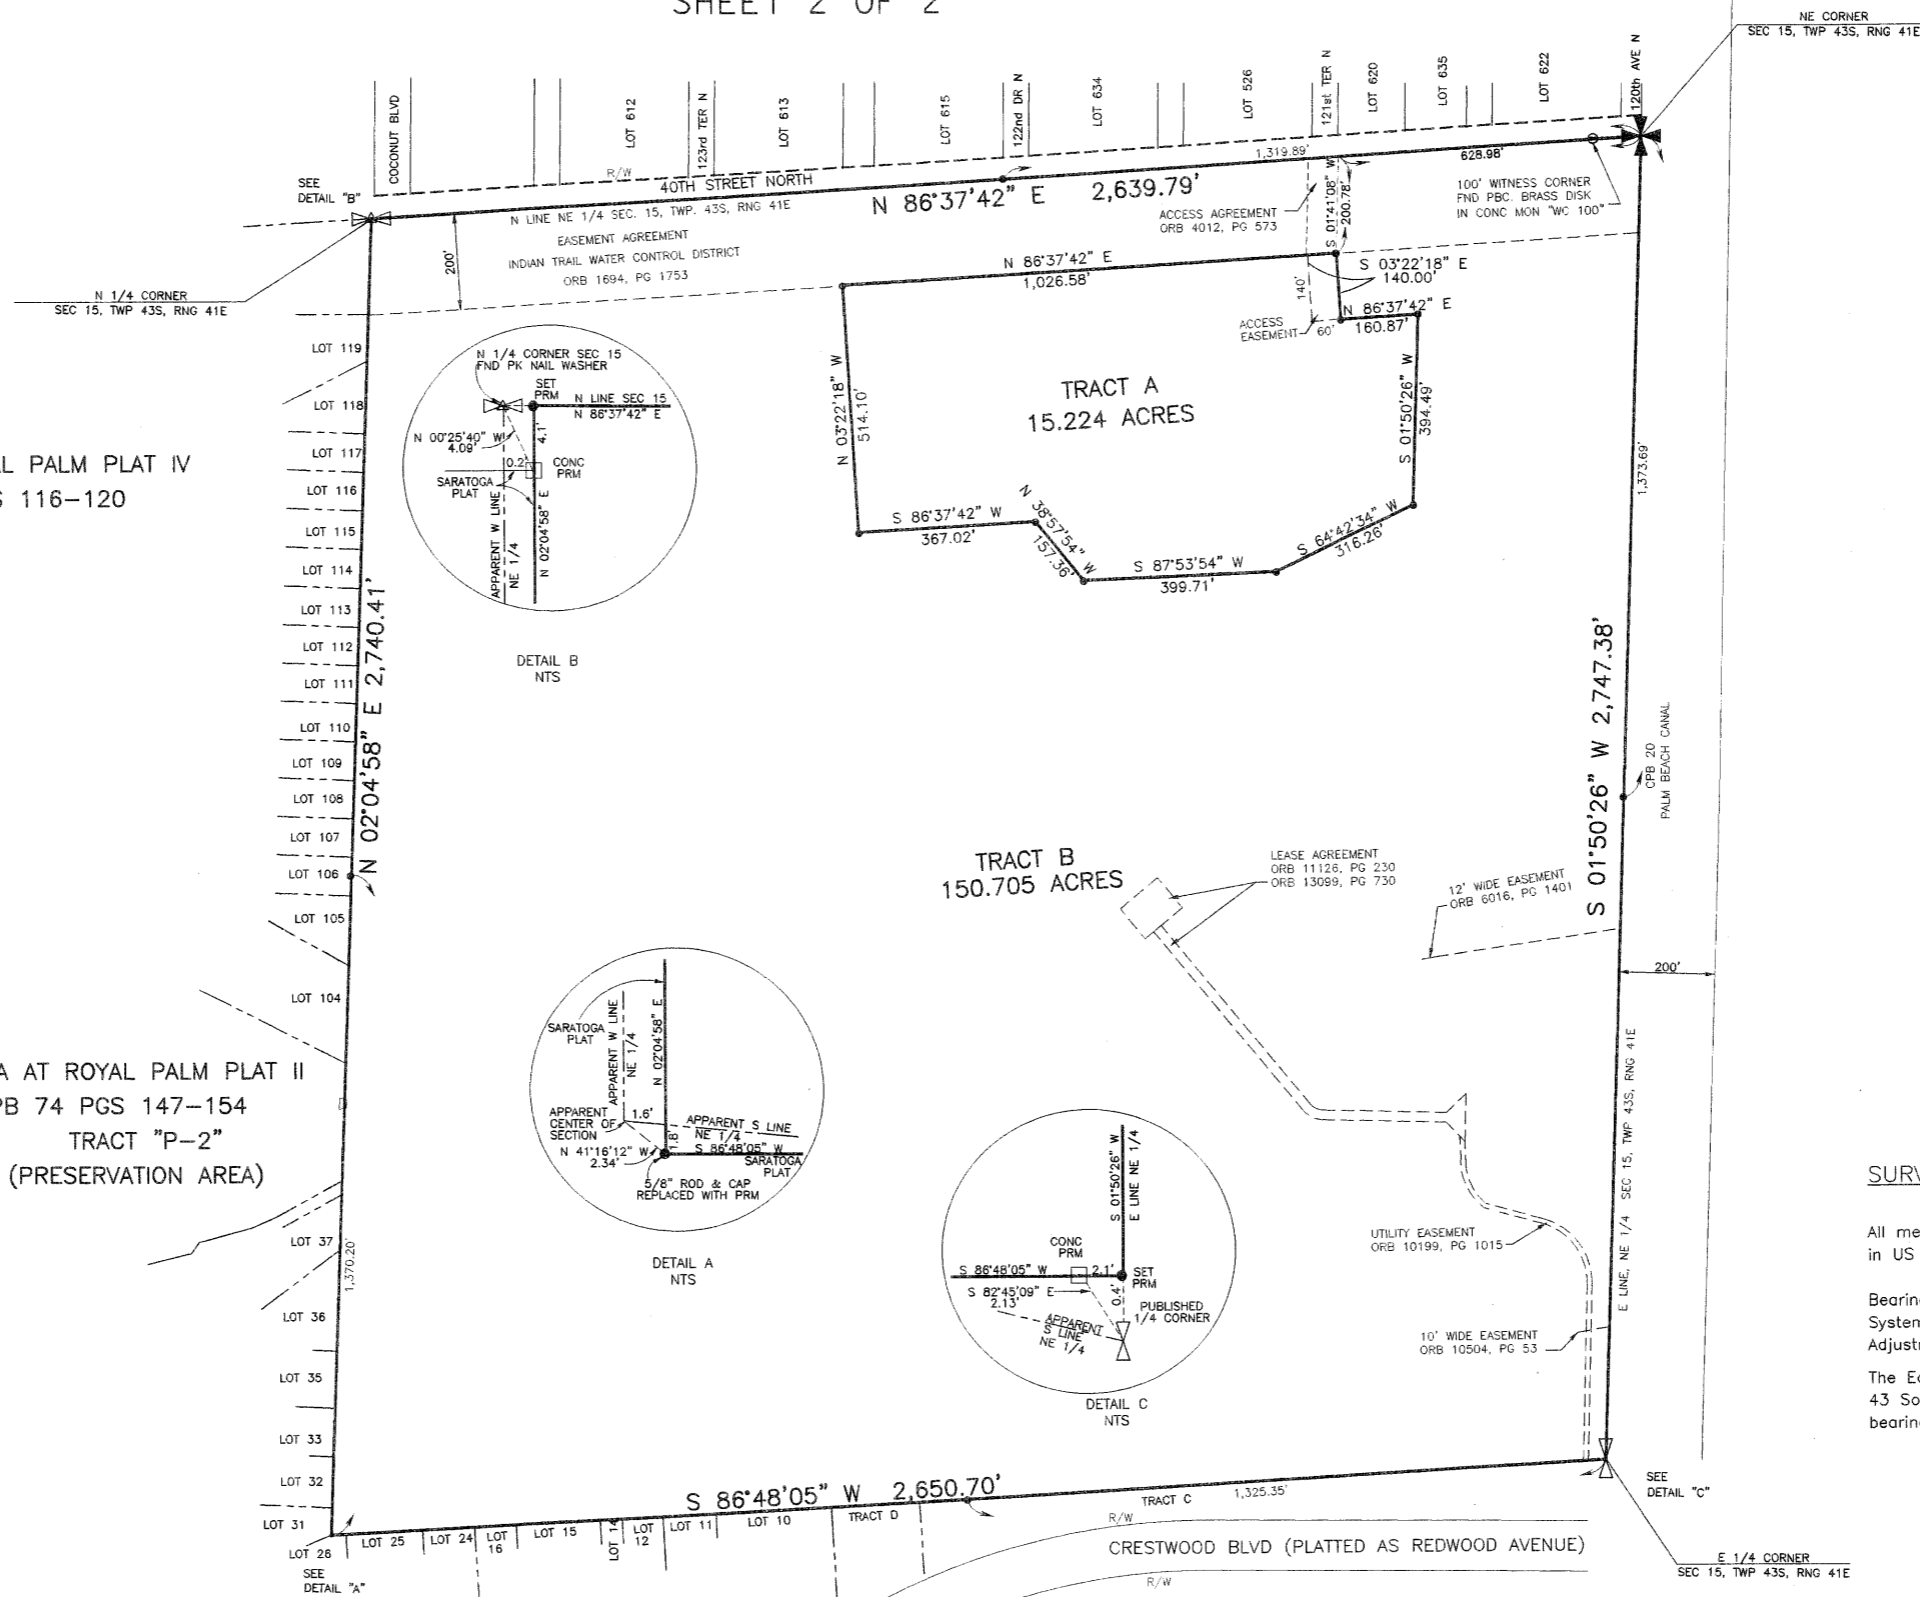 SHEET 2 OF 2
NE CORNER
SEC 15, TWP 43S, RNG 41E
COCONUT BLVD
LOT 612
123rd TER N
LOT 613
LOT 615
122nd DR N
LOT 634
LOT 526
121st TER N
LOT 620
LOT 635
LOT 622
120th AVE N
SEE
DETAIL "B"
R/W
40TH STREET NORTH
N LINE NE 1/4 SEC. 15, TWP. 43S, RNG 41E
N 86°37'42" E 2,639.79'
1,319.89'
628.98'
EASEMENT AGREEMENT
INDIAN TRAIL WATER CONTROL DISTRICT
ORB 1694, PG 1753
200'
ACCESS AGREEMENT
ORB 4012, PG 573
S 01°41'08" W
200.78'
100' WITNESS CORNER
FND PBC. BRASS DISK
IN CONC MON "WC 100"
N 1/4 CORNER
SEC 15, TWP 43S, RNG 41E
N 86°37'42" E
1,026.58'
S 03°22'18" E
140.00'
140'
N 86°37'42" E
160.87'
60'
ACCESS
EASEMENT
N 03°22'18" W
514.10'
TRACT A
15.224 ACRES
S 01°50'26" W
394.49'
S 86°37'42" W
367.02'
N 38°57'54" W
157.36'
S 87°53'54" W
399.71'
S 64°42'34" W
316.26'
1,373.69'
N 1/4 CORNER SEC 15
FND PK NAIL WASHER
SET
PRM
N LINE SEC 15
N 86°37'42" E
N 00°25'40" W
4.09'
4.1'
0.2'
CONC
PRM
SARATOGA
PLAT
APPARENT W LINE
NE 1/4
N 02°04'58" E
DETAIL B
NTS
LOT 119
LOT 118
LOT 117
LOT 116
LOT 115
LOT 114
LOT 113
LOT 112
LOT 111
LOT 110
LOT 109
LOT 108
LOT 107
LOT 106
LOT 105
LOT 104
LOT 37
LOT 36
LOT 35
LOT 33
LOT 32
LOT 31
L PALM PLAT IV
S 116-120
N 02°04'58" E 2,740.41'
1,370.20'
A AT ROYAL PALM PLAT II
PB 74 PGS 147-154
TRACT "P-2"
(PRESERVATION AREA)
TRACT B
150.705 ACRES
LEASE AGREEMENT
ORB 11126, PG 230
ORB 13099, PG 730
12' WIDE EASEMENT
ORB 6016, PG 1401
S 01°50'26" W 2,747.38'
CPB 20
PALM BEACH CANAL
200'
E LINE, NE 1/4 SEC 15, TWP 43S, RNG 41E
SARATOGA
PLAT
APPARENT W LINE
NE 1/4
N 02°04'58" E
APPARENT
CENTER OF
SECTION
1.6'
1.8'
APPARENT S LINE
NE 1/4
N 41°16'12" W
2.34'
S 86°48'05" W
SARATOGA
PLAT
5/8" ROD & CAP
REPLACED WITH PRM
DETAIL A
NTS
S 01°50'26" W
E LINE NE 1/4
CONC
PRM
S 86°48'05" W
2.1'
SET
PRM
S 82°45'09" E
2.13'
0.4'
PUBLISHED
1/4 CORNER
APPARENT
S LINE
NE 1/4
DETAIL C
NTS
UTILITY EASEMENT
ORB 10199, PG 1015
10' WIDE EASEMENT
ORB 10504, PG 53
SURV
All me
in US
Bearin
System
Adjustr
The Ea
43 So
bearin
S 86°48'05" W 2,650.70'
TRACT C
1,325.35'
SEE
DETAIL "C"
LOT 26
LOT 25
LOT 24
LOT 16
LOT 15
LOT 14
LOT 12
LOT 11
LOT 10
TRACT D
SEE
DETAIL "A"
R/W
CRESTWOOD BLVD (PLATTED AS REDWOOD AVENUE)
R/W
E 1/4 CORNER
SEC 15, TWP 43S, RNG 41E